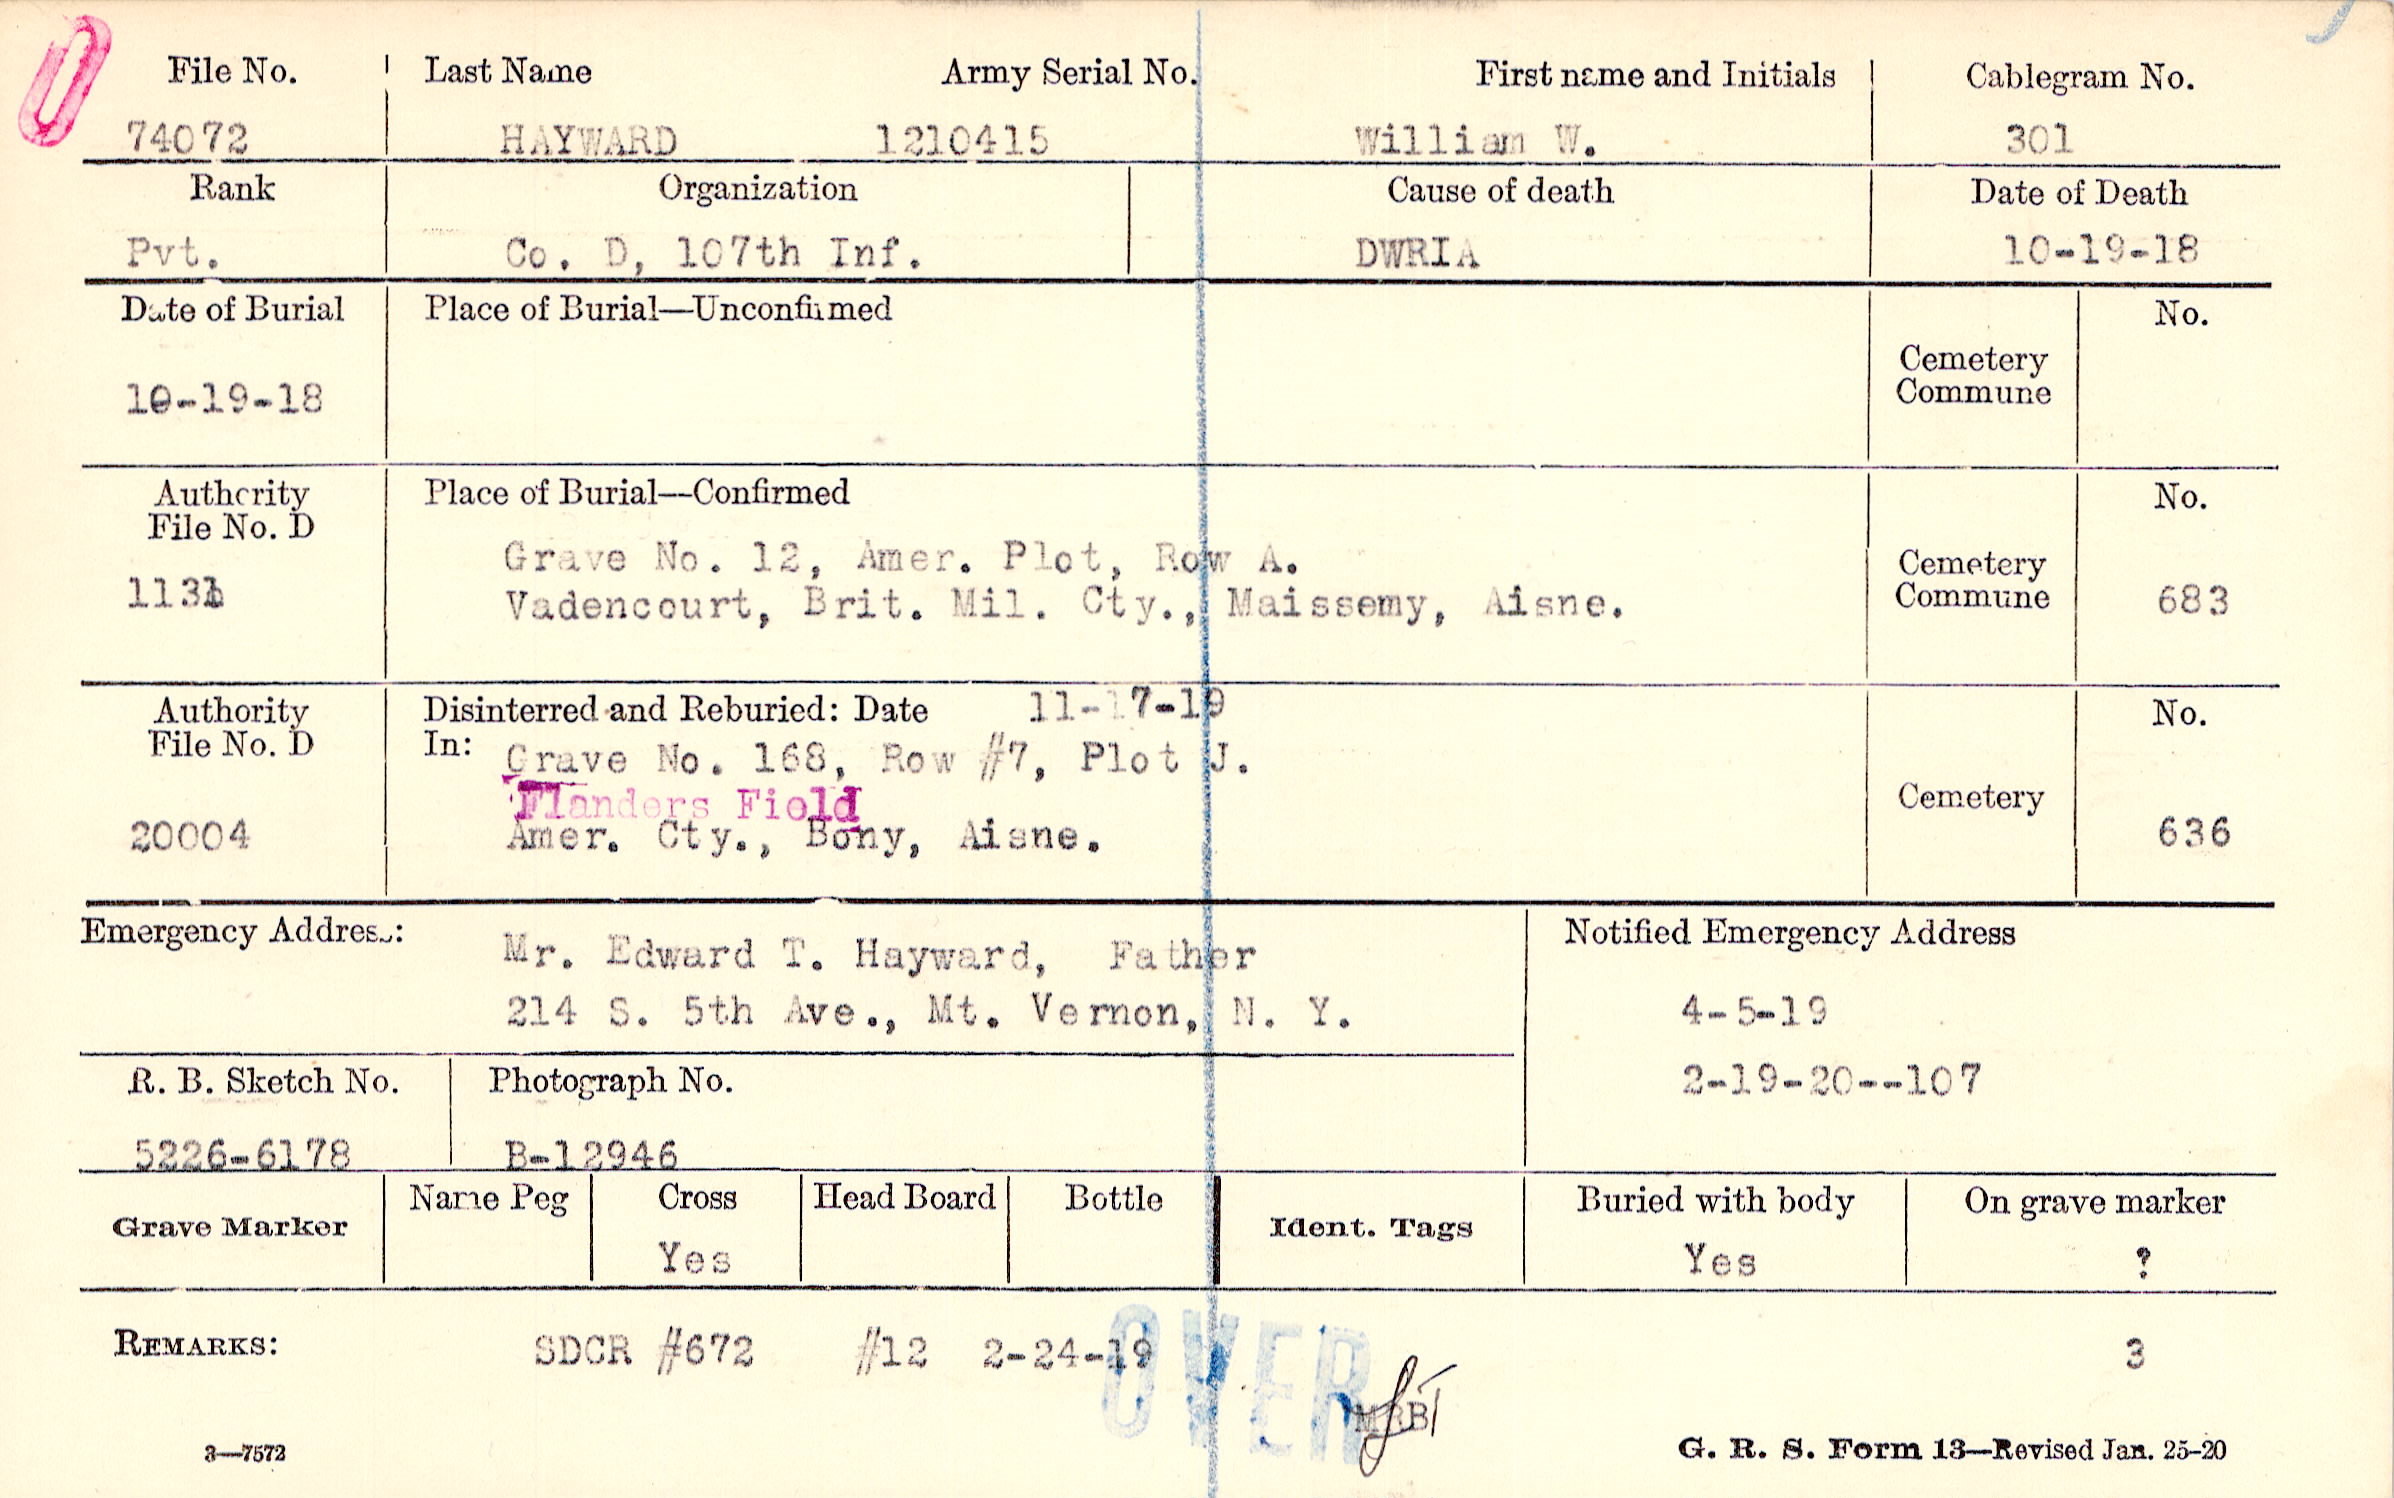 File No. Last Name Army Serial No. First name and Initials Cablegram No.
74072 HAYWARD 1210415 William W. 301
Rank Organization Cause of death Date of Death
Pvt. Co. D, 107th Inf. DWRIA 10-19-18
Date of Burial Place of Burial—Unconfirmed No.
Cemetery
Commune
10-19-18
Authority Place of Burial—Confirmed No.
File No. D
Grave No. 12, Amer. Plot, Row A.
Cemetery
Commune
Vadencourt, Brit. Mil. Cty., Maissemy, Aisne. 683
Authority Disinterred and Reburied: Date 11-17-19 No.
File No. D In: Grave No. 168, Row #7, Plot J.
Flanders Field Cemetery
20004 Amer. Cty., Bony, Aisne. 636
Emergency Address: Notified Emergency Address
Mr. Edward T. Hayward, Father
214 S. 5th Ave., Mt. Vernon, N. Y. 4-5-19
R. B. Sketch No. Photograph No. 2-19-20--107
5226-6178 B-12946
Grave Marker Name Peg Cross Head Board Bottle Ident. Tags Buried with body On grave marker
Yes Yes ?
REMARKS: SDCR #672 #12 2-24-19 3
OVER
3—7572 G. R. S. Form 13—Revised Jan. 25-20